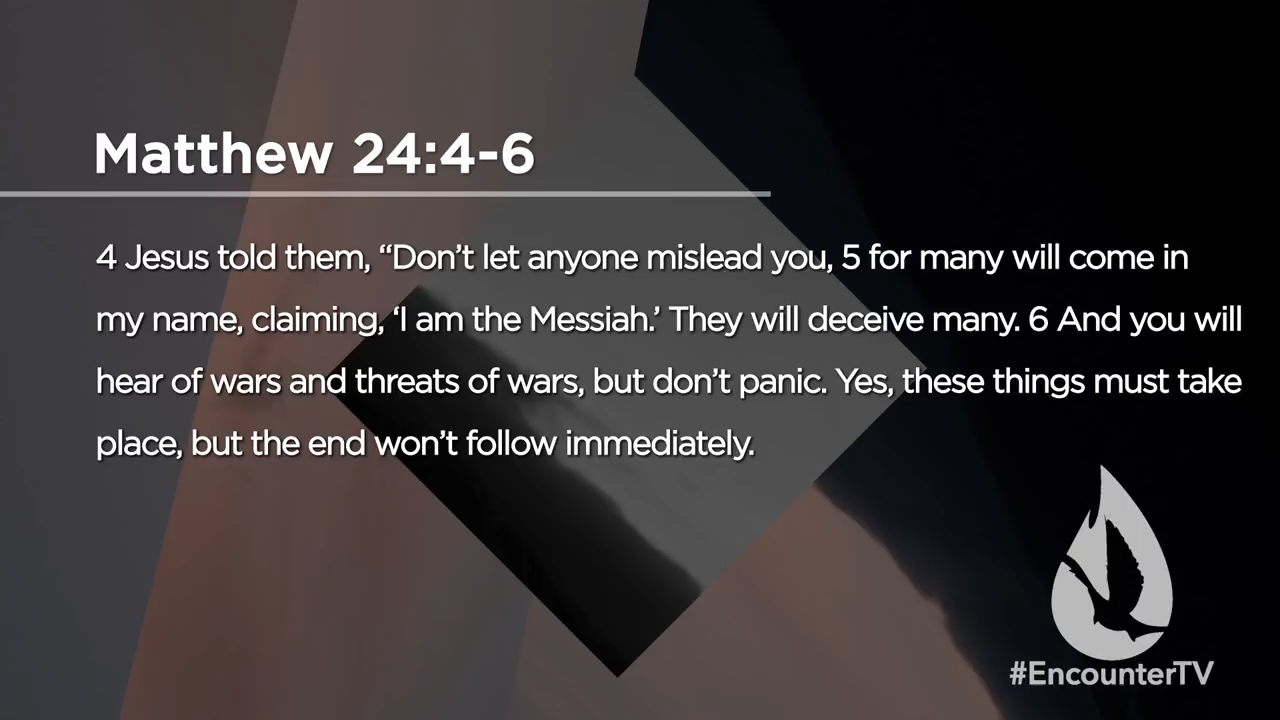 Matthew 24:4-6
4 Jesus told them, “Don’t let anyone mislead you, 5 for many will come in
my name, claiming, ‘I am the Messiah.’ They will deceive many. 6 And you will
hear of wars and threats of wars, but don’t panic. Yes, these things must take
place, but the end won’t follow immediately.
#EncounterTV